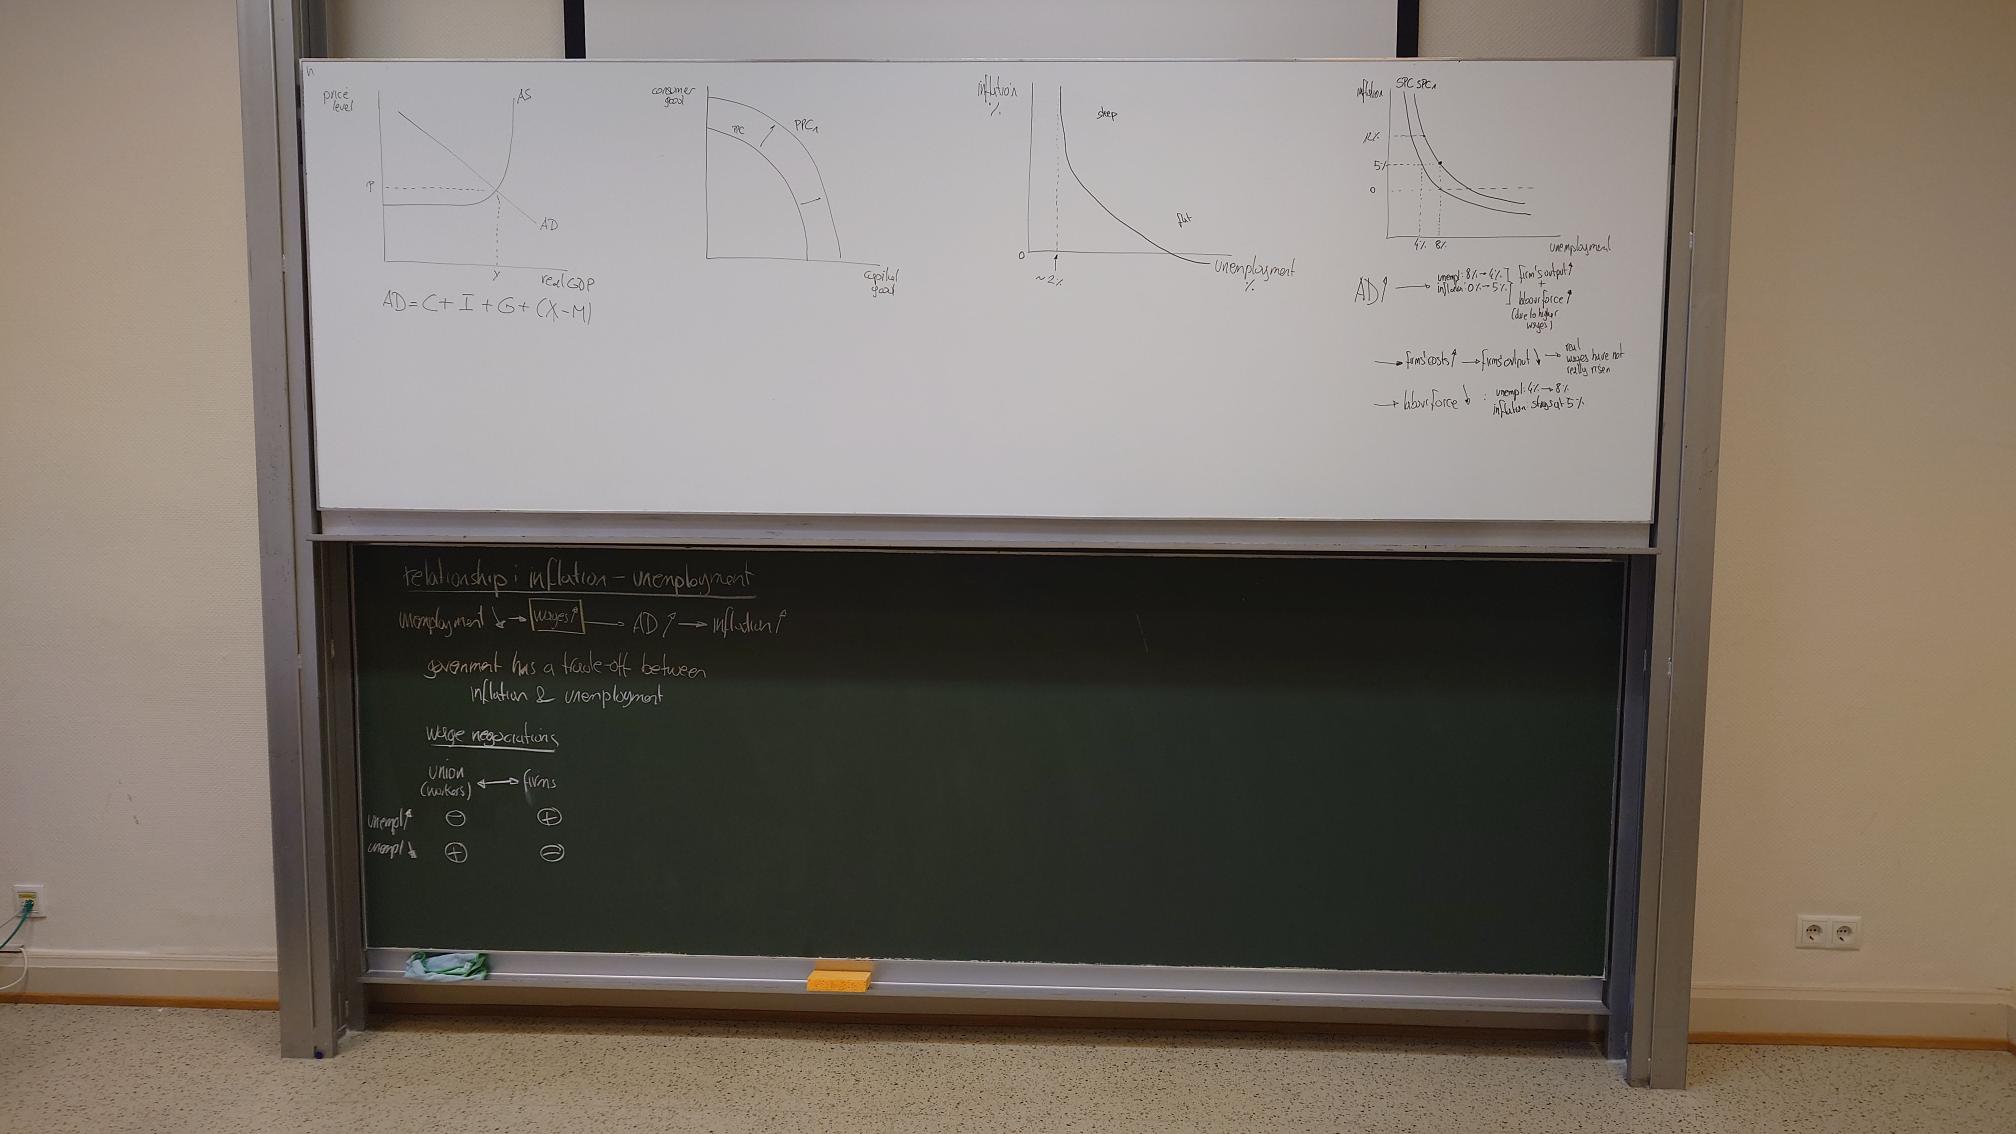 price
level
AS
P
AD
Y
real GDP
AD = C + I + G + (X-M)
consumer
good
PPC
PPC₁
capital
good
inflation
%
steep
flat
0
~2%
unemployment
%
inflation
SPC SPC₁
12%
5%
0
4% 8%
unemployment
AD↑ → unempl: 8% → 4%
inflation: 0% → 5%
firm's output↑
+
labour force↑
(due to higher
wages)
→ firms' costs↑ → firms' output↓ → real
wages have not
really risen
→ labour force↓ : unempl: 4% → 8%
inflation: stays at 5%
relationship: inflation – unemployment
unemployment ↓ → wages↑ → AD↑ → inflation↑
government has a trade-off between
inflation & unemployment
wage negociations
union ↔ firms
(workers)
unempl↑ ⊖ ⊕
unempl↓ ⊕ ⊖